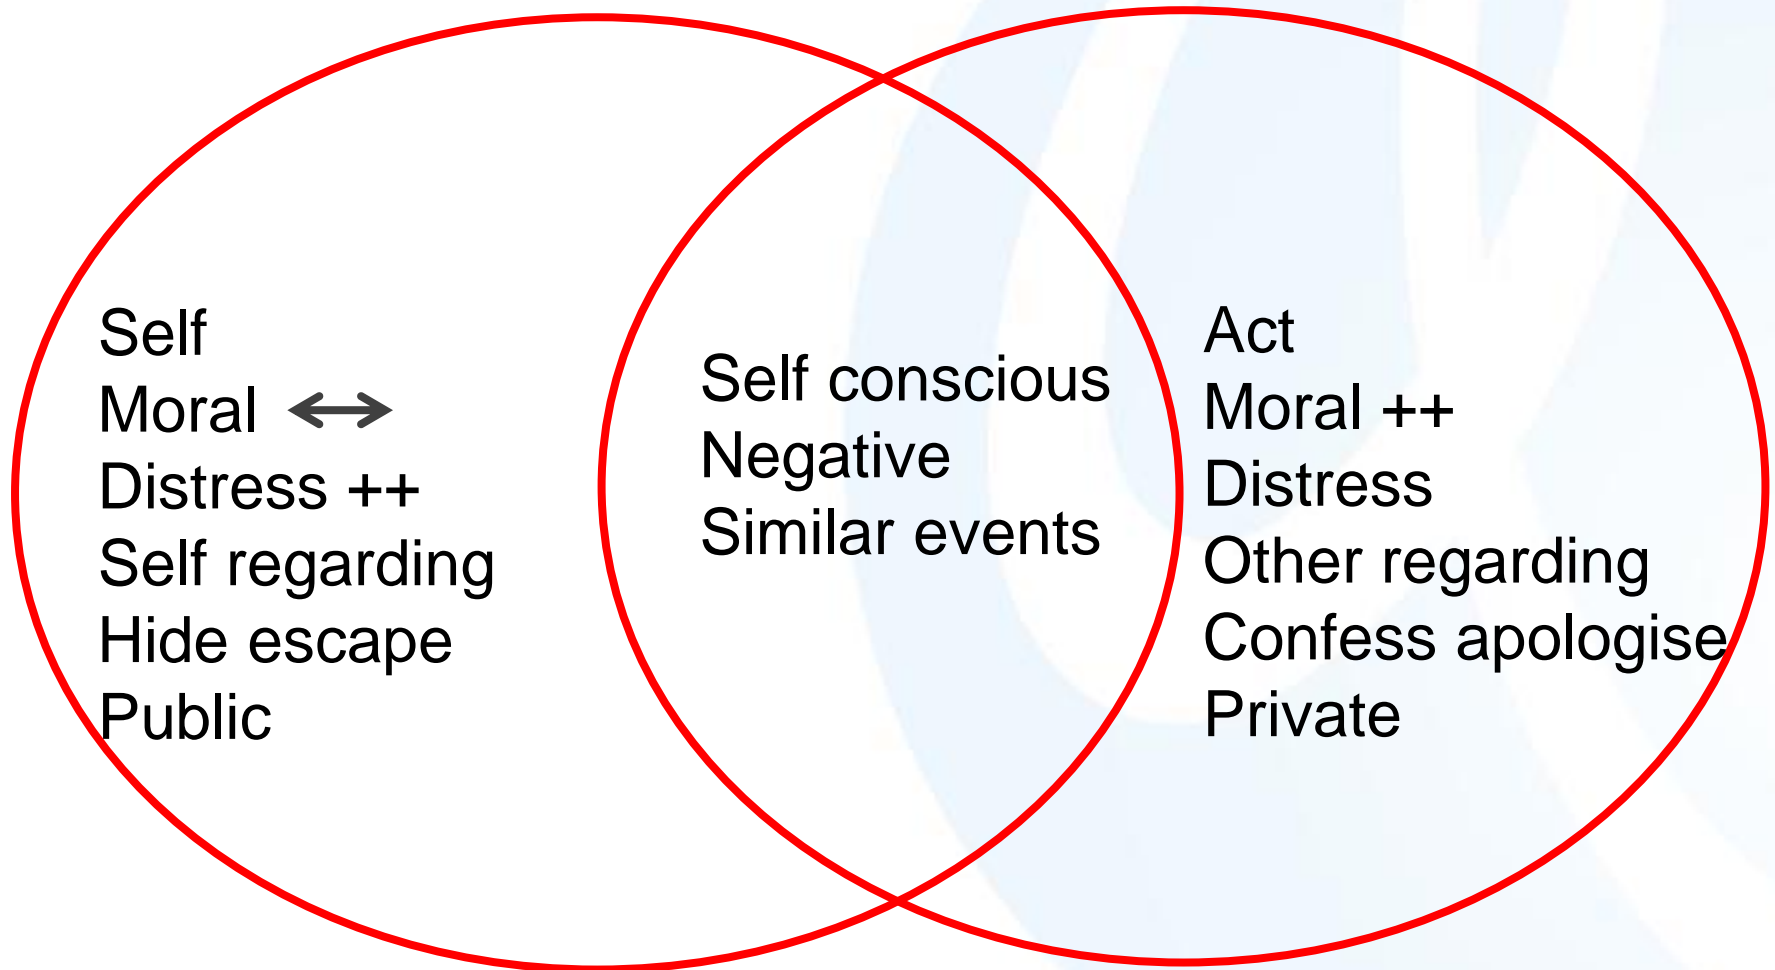 Self
Moral ↔
Distress ++
Self regarding
Hide escape
Public
Self conscious
Negative
Similar events
Act
Moral ++
Distress
Other regarding
Confess apologise
Private